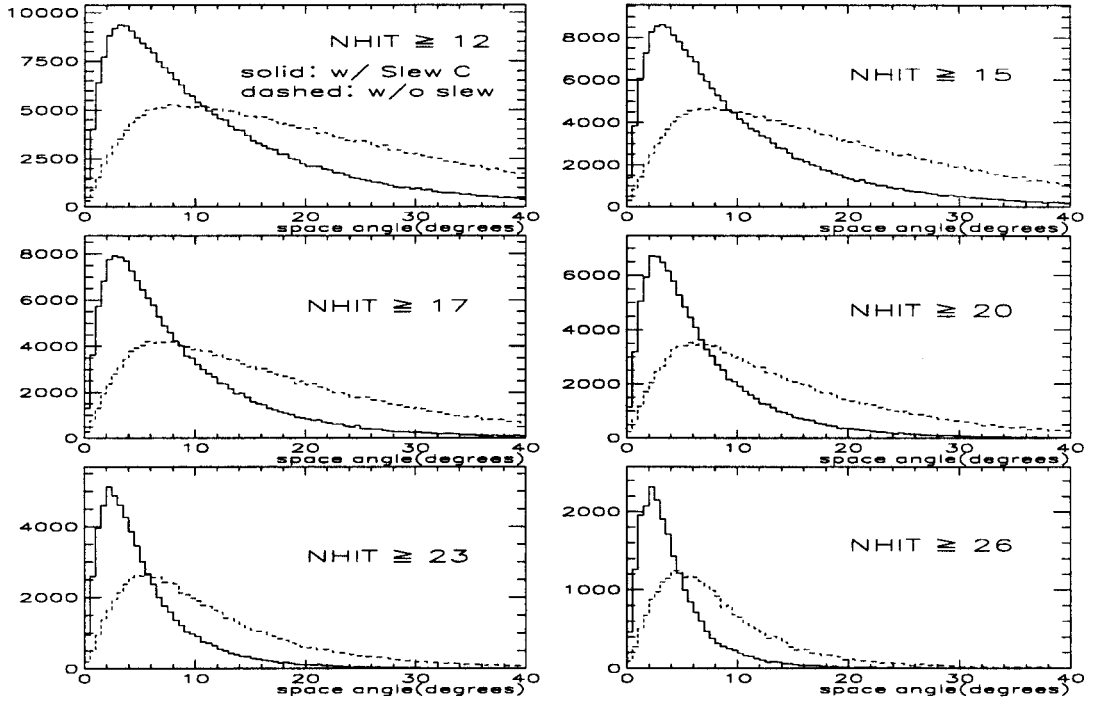 10000
7500
5000
2500
0
NHIT ≧ 12
solid: w/ Slew C
dashed: w/o slew
0 10 20 30 40
space angle(degrees)
8000
6000
4000
2000
0
NHIT ≧ 15
0 10 20 30 40
space angle(degrees)
8000
6000
4000
2000
0
NHIT ≧ 17
0 10 20 30 40
space angle(degrees)
6000
4000
2000
0
NHIT ≧ 20
0 10 20 30 40
space angle(degrees)
4000
2000
0
NHIT ≧ 23
0 10 20 30 40
space angle(degrees)
2000
1000
0
NHIT ≧ 26
0 10 20 30 40
space angle(degrees)